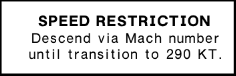 SPEED RESTRICTION
Descend via Mach number
until transition to 290 KT.